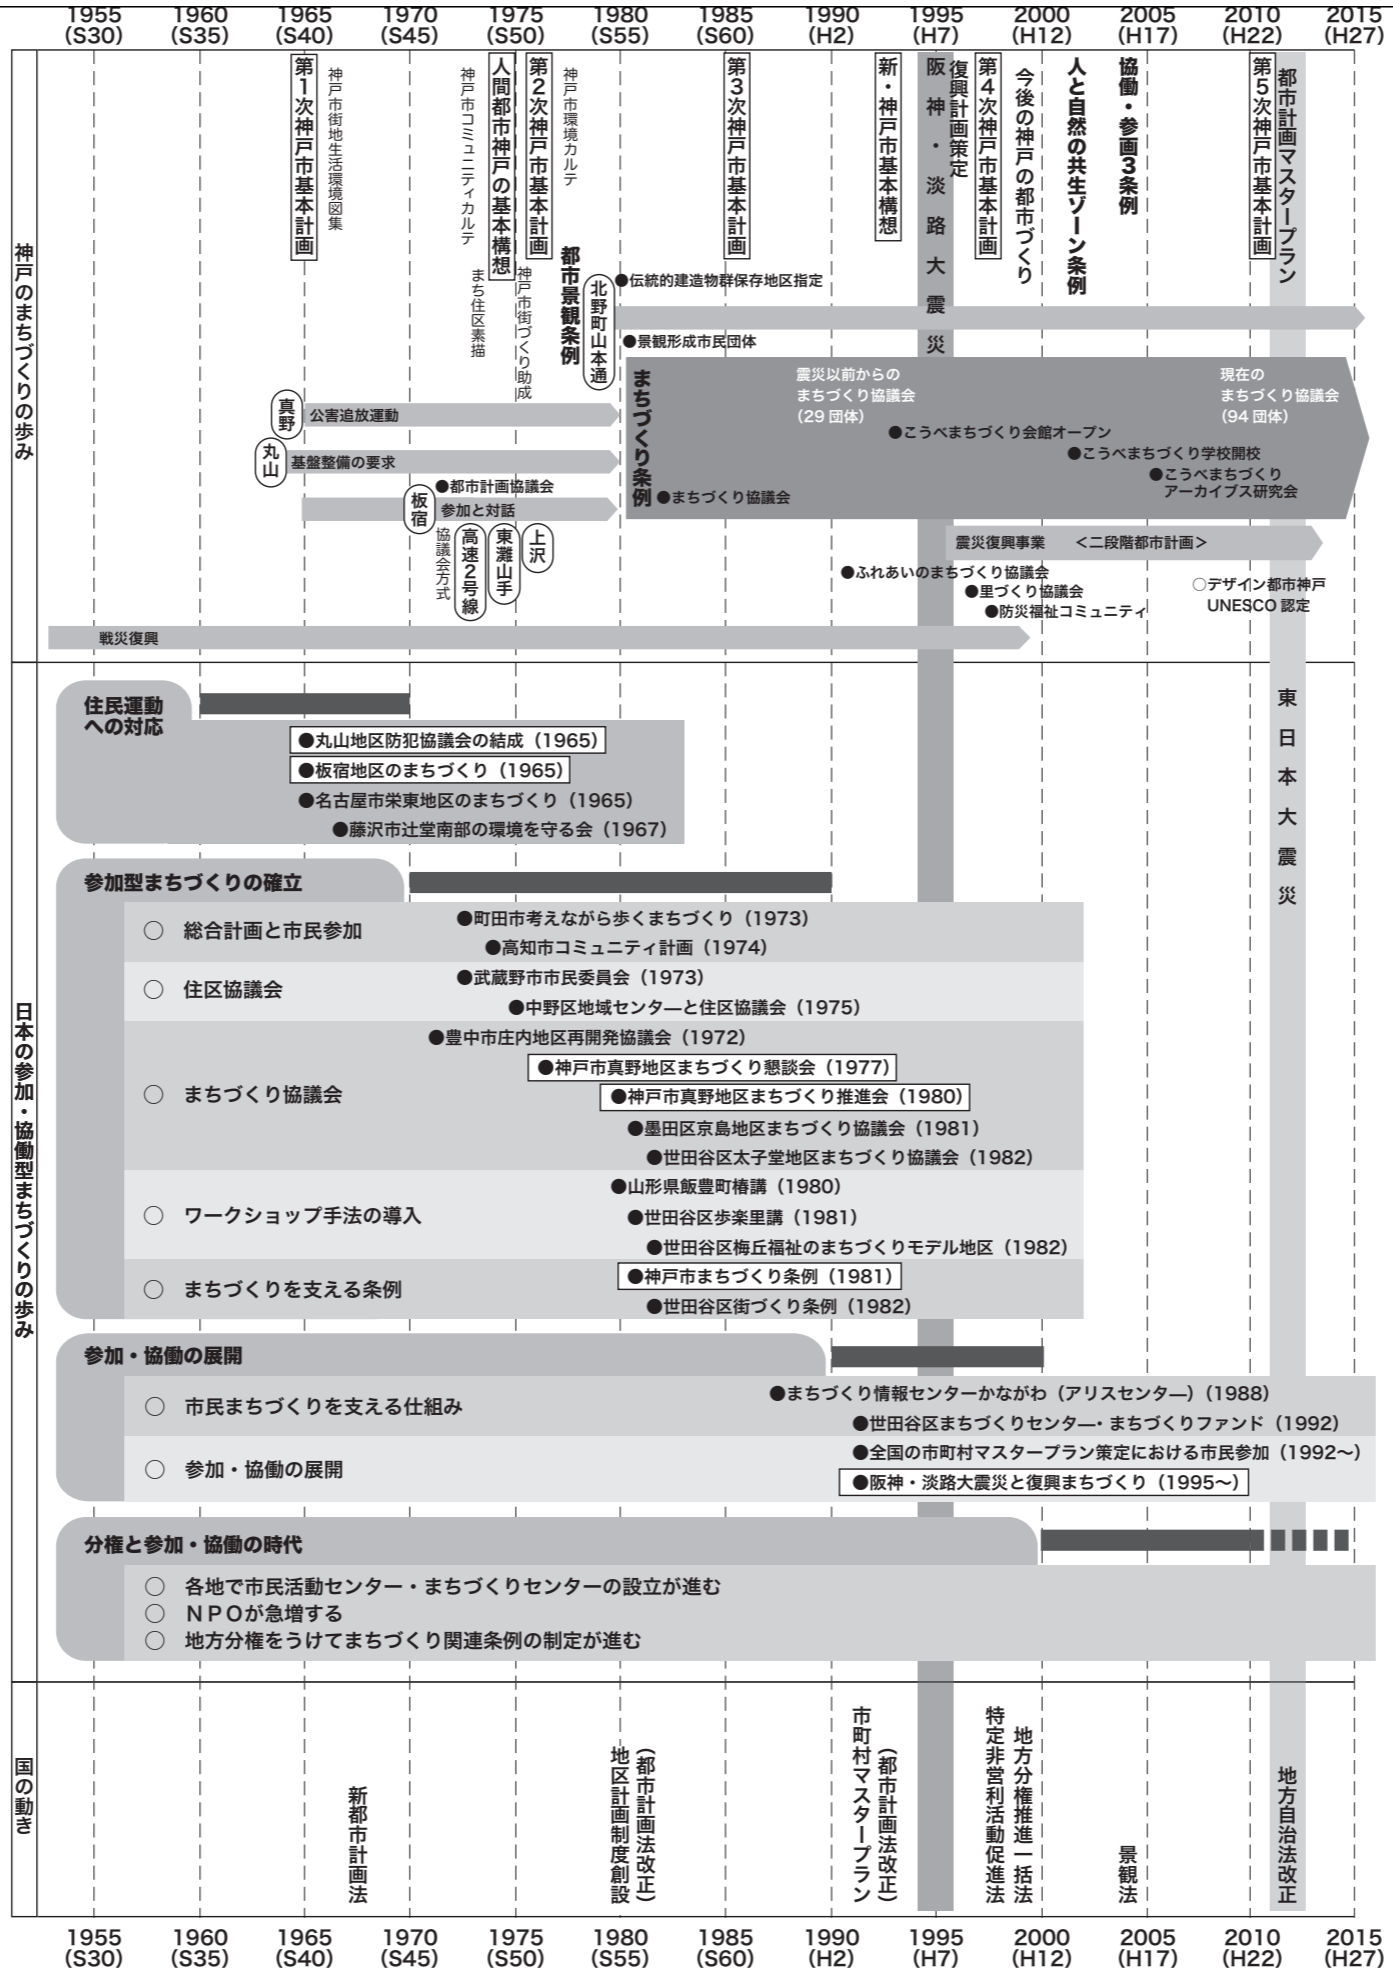 1955 1960 1965 1970 1975 1980 1985 1990 1995 2000 2005 2010 2015
(S30) (S35) (S40) (S45) (S50) (S55) (S60) (H2) (H7) (H12) (H17) (H22) (H27)
神戸のまちづくりの歩み
第1次神戸市基本計画
神戸市街地生活環境図集
神戸市コミュニティカルテ
まち住区素描
人間都市神戸の基本構想
神戸市街づくり助成
第2次神戸市基本計画
神戸市環境カルテ
都市景観条例
北野町山本通
●伝統的建造物群保存地区指定
●景観形成市民団体
第3次神戸市基本計画
新・神戸市基本構想
阪神・淡路大震災
復興計画策定
第4次神戸市基本計画
今後の神戸の都市づくり
人と自然の共生ゾーン条例
協働・参画3条例
第5次神戸市基本計画
都市計画マスタープラン
真野
公害追放運動
丸山
基盤整備の要求
●都市計画協議会
板宿
参加と対話
協議会方式
高速2号線
東灘山手
上沢
まちづくり条例
震災以前からの
まちづくり協議会
(29 団体)
現在の
まちづくり協議会
(94 団体)
●こうべまちづくり会館オープン
●こうべまちづくり学校開校
●こうべまちづくり
アーカイブス研究会
●まちづくり協議会
震災復興事業 <二段階都市計画>
●ふれあいのまちづくり協議会
●里づくり協議会
●防災福祉コミュニティ
○デザイン都市神戸
UNESCO 認定
戦災復興
日本の参加・協働型まちづくりの歩み
東日本大震災
住民運動
への対応
●丸山地区防犯協議会の結成(1965)
●板宿地区のまちづくり(1965)
●名古屋市栄東地区のまちづくり(1965)
●藤沢市辻堂南部の環境を守る会(1967)
参加型まちづくりの確立
○ 総合計画と市民参加
●町田市考えながら歩くまちづくり(1973)
●高知市コミュニティ計画(1974)
○ 住区協議会
●武蔵野市市民委員会(1973)
●中野区地域センターと住区協議会(1975)
○ まちづくり協議会
●豊中市庄内地区再開発協議会(1972)
●神戸市真野地区まちづくり懇談会(1977)
●神戸市真野地区まちづくり推進会(1980)
●墨田区京島地区まちづくり協議会(1981)
●世田谷区太子堂地区まちづくり協議会(1982)
○ ワークショップ手法の導入
●山形県飯豊町椿講(1980)
●世田谷区歩楽里講(1981)
●世田谷区梅丘福祉のまちづくりモデル地区(1982)
○ まちづくりを支える条例
●神戸市まちづくり条例(1981)
●世田谷区街づくり条例(1982)
参加・協働の展開
○ 市民まちづくりを支える仕組み
●まちづくり情報センターかながわ(アリスセンター)(1988)
●世田谷区まちづくりセンター・まちづくりファンド(1992)
○ 参加・協働の展開
●全国の市町村マスタープラン策定における市民参加(1992~)
●阪神・淡路大震災と復興まちづくり(1995~)
分権と参加・協働の時代
○ 各地で市民活動センター・まちづくりセンターの設立が進む
○ NPOが急増する
○ 地方分権をうけてまちづくり関連条例の制定が進む
国の動き
新都市計画法
地区計画制度創設
(都市計画法改正)
市町村マスタープラン
(都市計画法改正)
特定非営利活動促進法
地方分権推進一括法
景観法
地方自治法改正
1955 1960 1965 1970 1975 1980 1985 1990 1995 2000 2005 2010 2015
(S30) (S35) (S40) (S45) (S50) (S55) (S60) (H2) (H7) (H12) (H17) (H22) (H27)